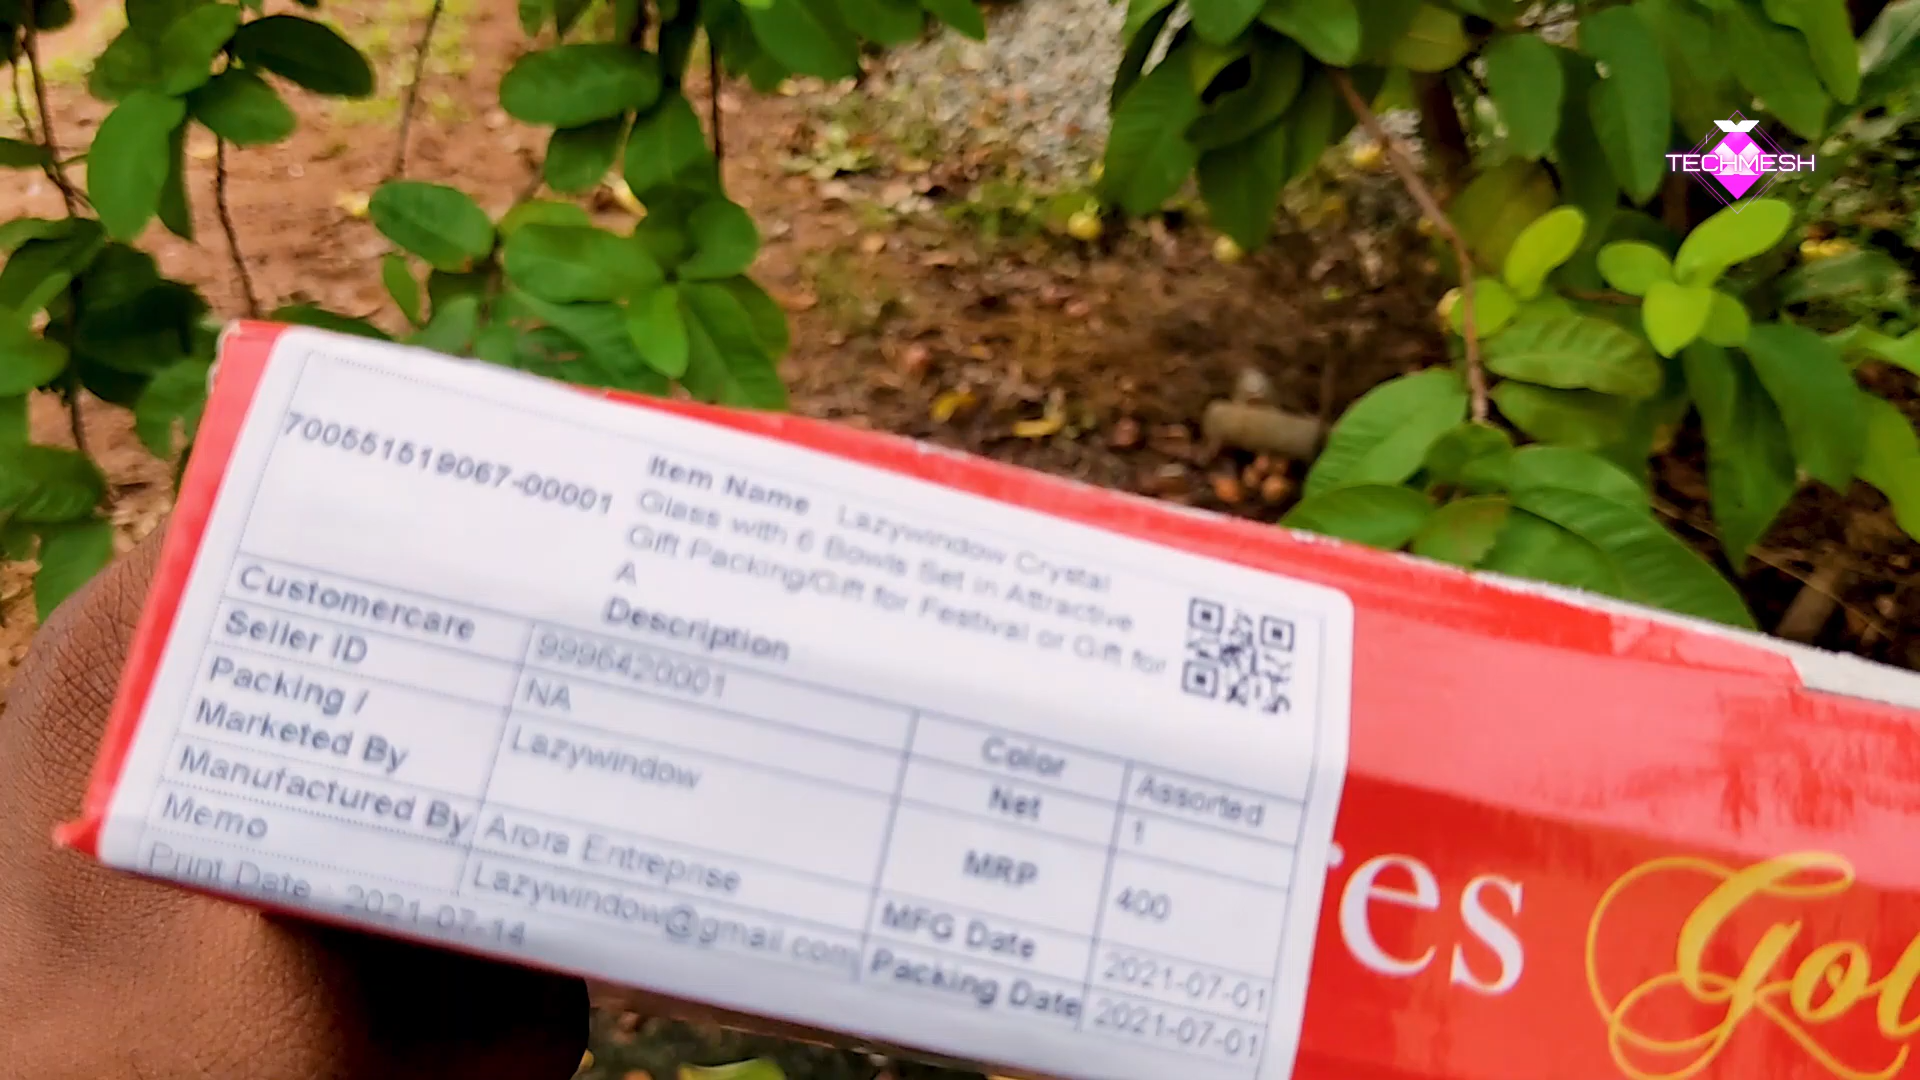 TECHMESH
700551519067-00001
Item Name Lazywindow Crystal
Glass with 6 Bowls Set in Attractive
Gift Packing/Gift for Festival or Gift for
A
Description
Customercare 9996420001
Seller ID NA
Packing / Marketed By Lazywindow
Manufactured By Arora Entreprise
Memo Lazywindow@gmail.com
Print Date : 2021-07-14
Color Assorted
Net 1
MRP 400
MFG Date 2021-07-01
Packing Date 2021-07-01
es Gol